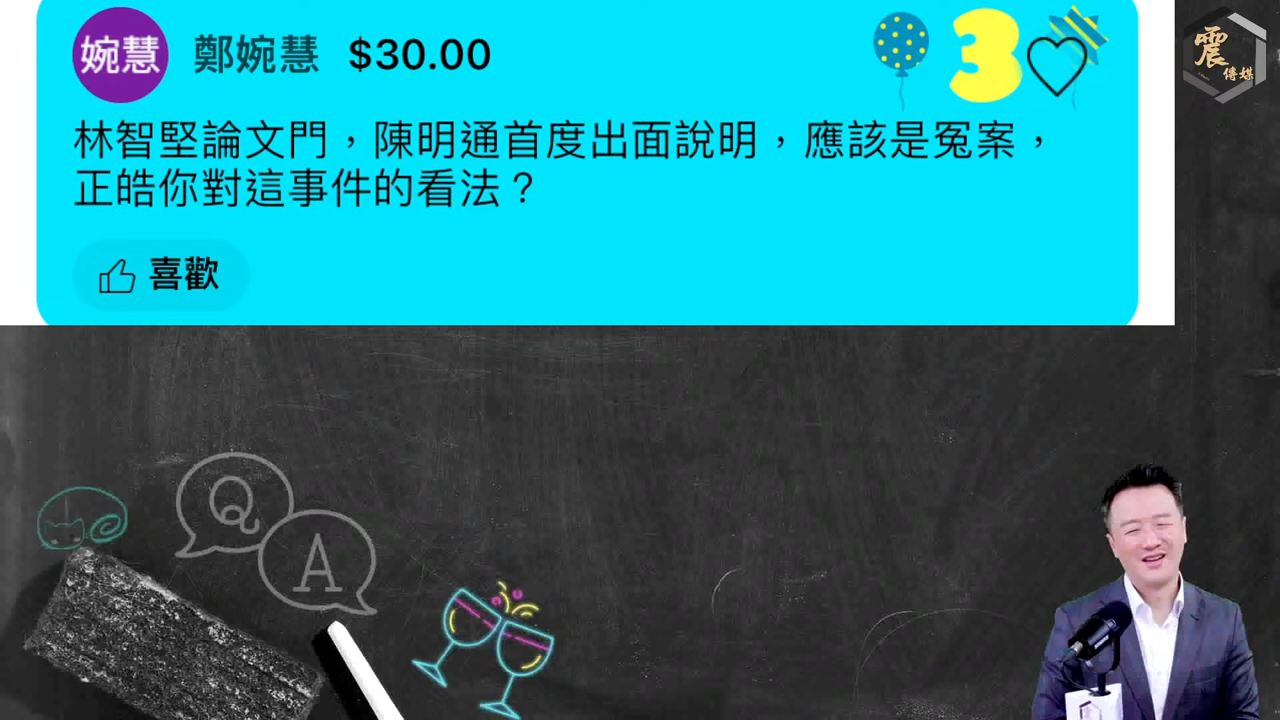 婉慧 鄭婉慧 $30.00 3
震
傳媒
林智堅論文門，陳明通首度出面說明，應該是冤案，
正皓你對這事件的看法？
喜歡
Q
A